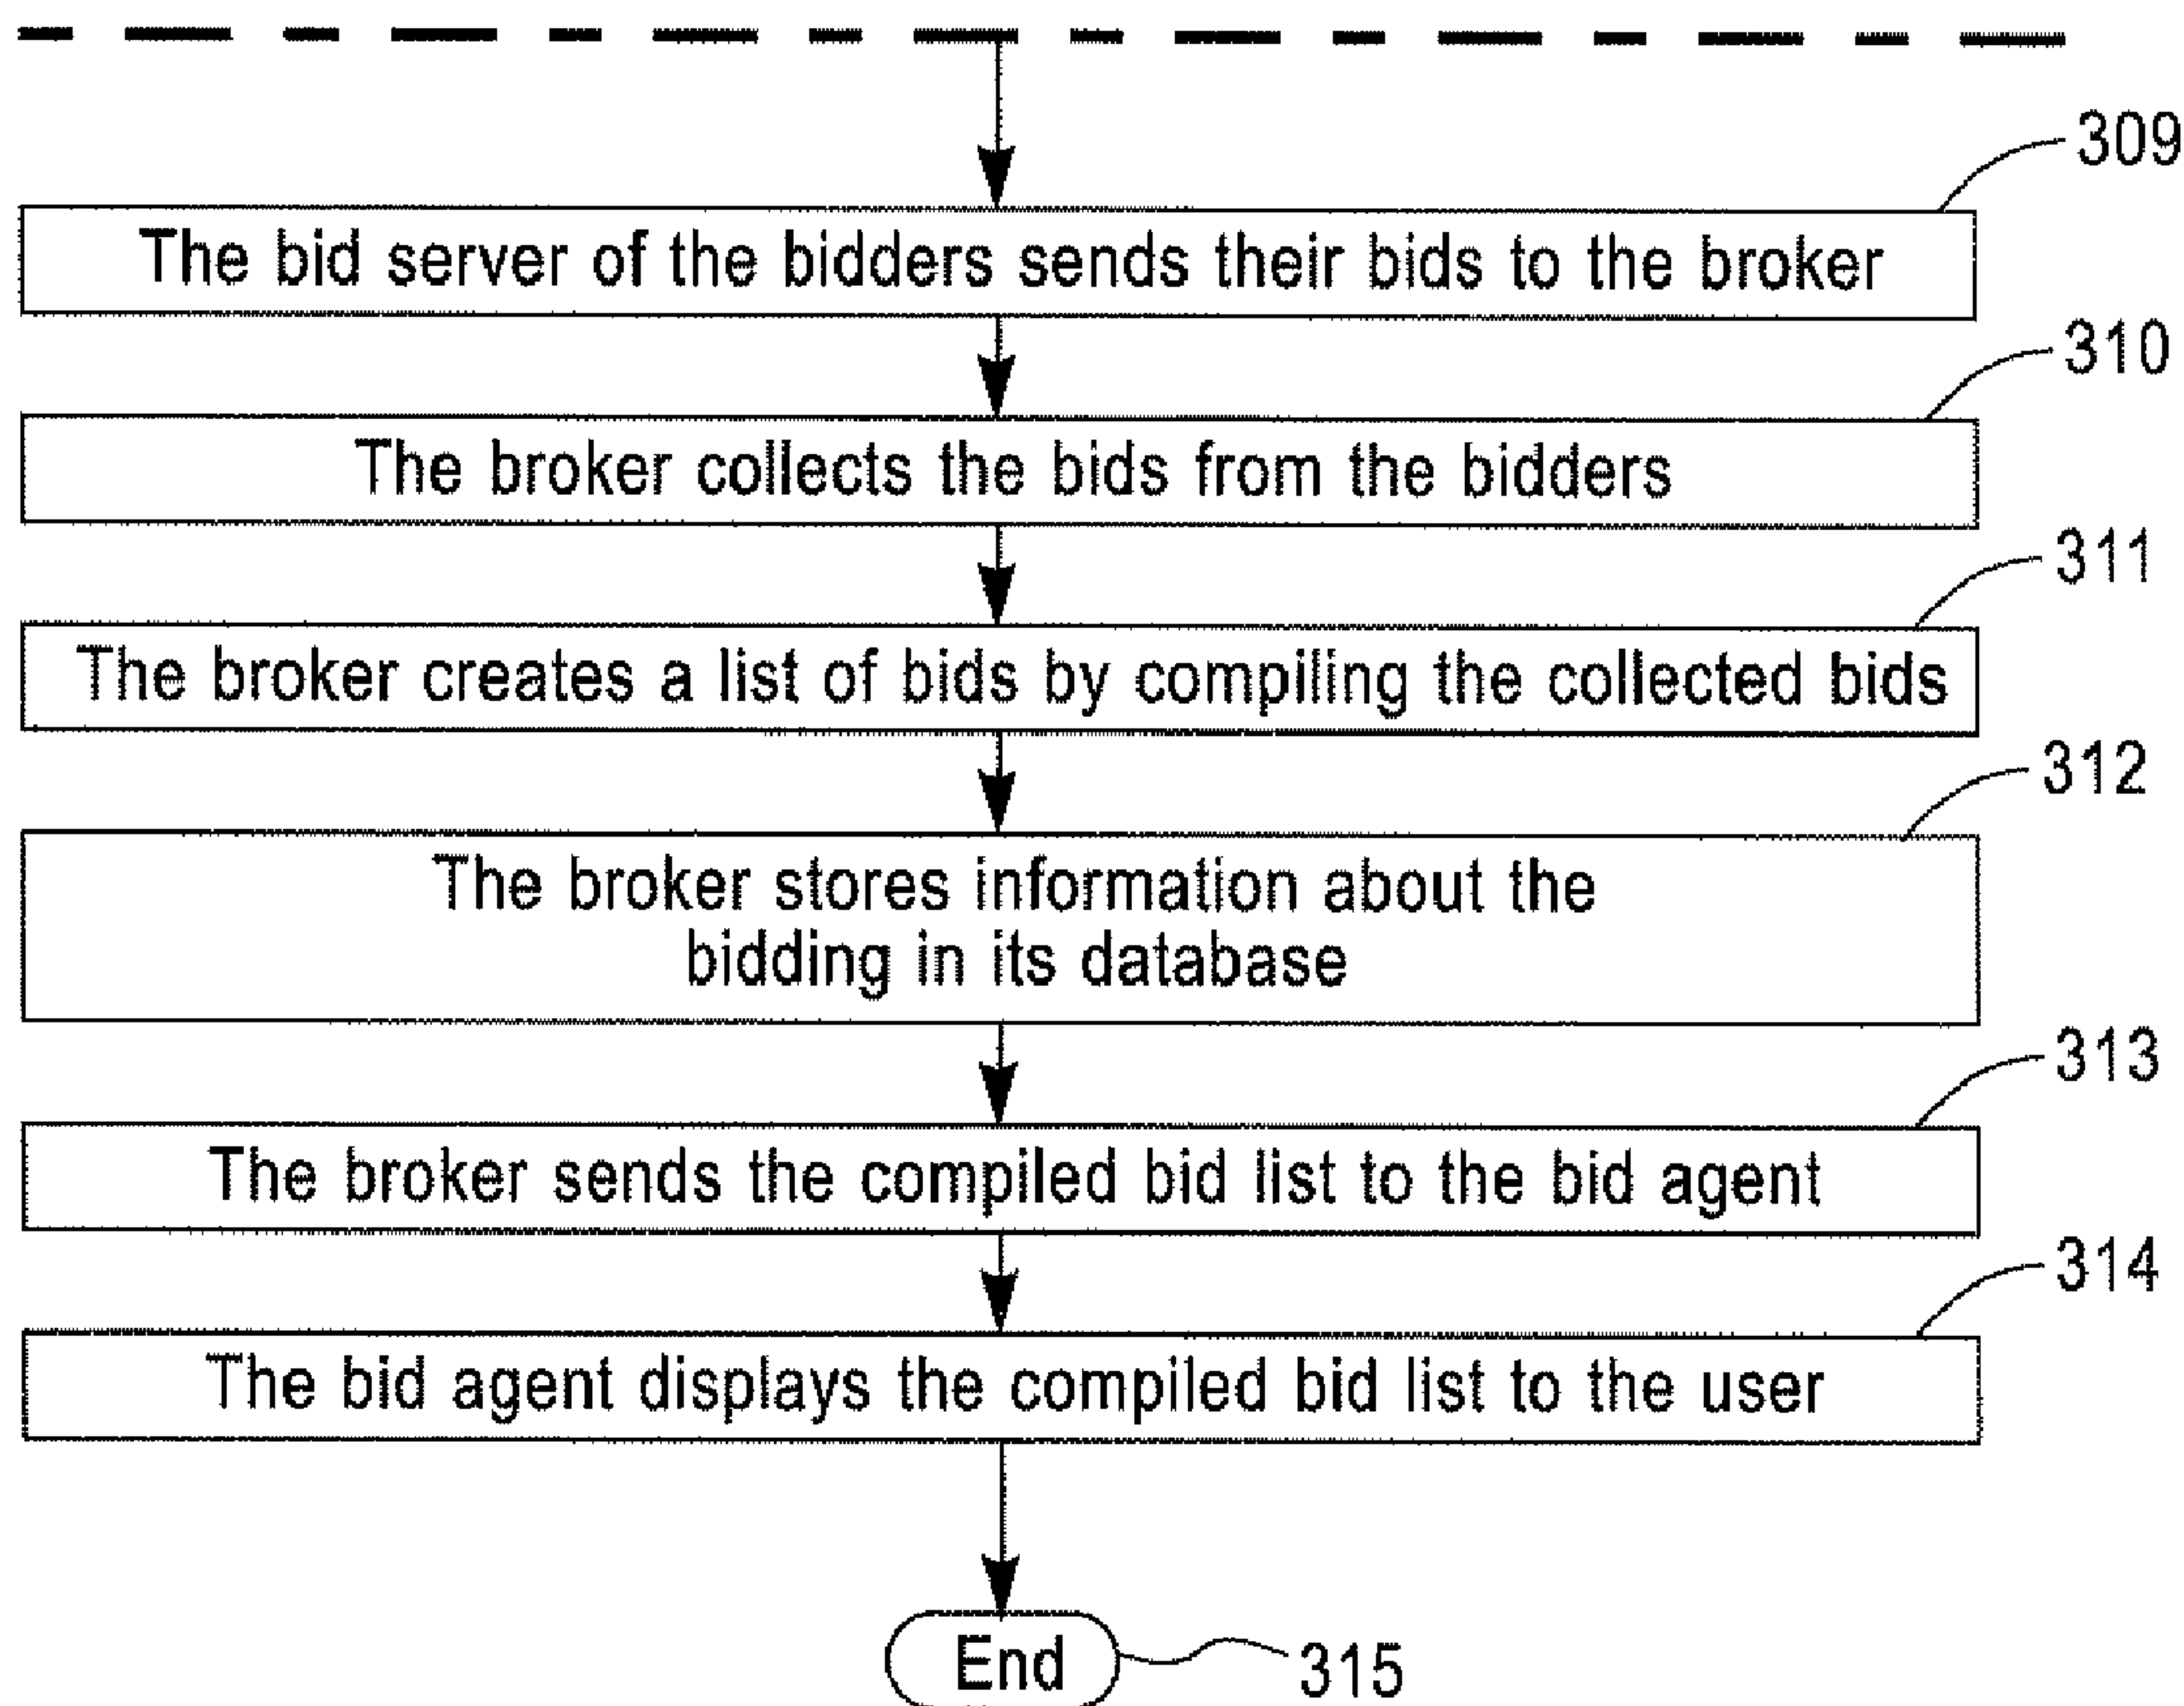 309
The bid server of the bidders sends their bids to the broker
310
The broker collects the bids from the bidders
311
The broker creates a list of bids by compiling the collected bids
312
The broker stores information about the
bidding in its database
313
The broker sends the compiled bid list to the bid agent
314
The bid agent displays the compiled bid list to the user
End
315